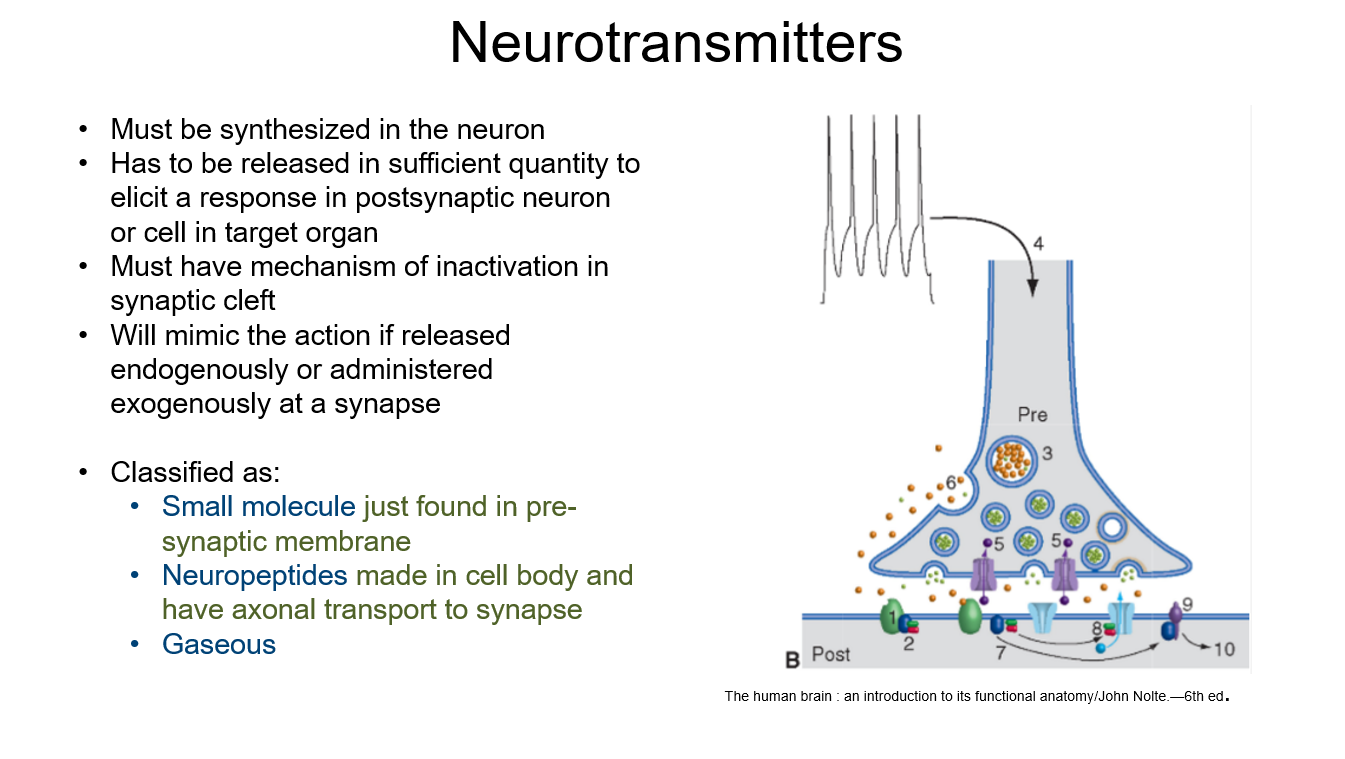 Neurotransmitters
• Must be synthesized in the neuron
• Has to be released in sufficient quantity to
elicit a response in postsynaptic neuron
or cell in target organ
• Must have mechanism of inactivation in
synaptic cleft
• Will mimic the action if released
endogenously or administered
exogenously at a synapse
• Classified as:
• Small molecule just found in pre-
synaptic membrane
• Neuropeptides made in cell body and
have axonal transport to synapse
• Gaseous
4
Pre
3
6
5
5
1
2
7
8
9
10
B Post
The human brain : an introduction to its functional anatomy/John Nolte.—6th ed.